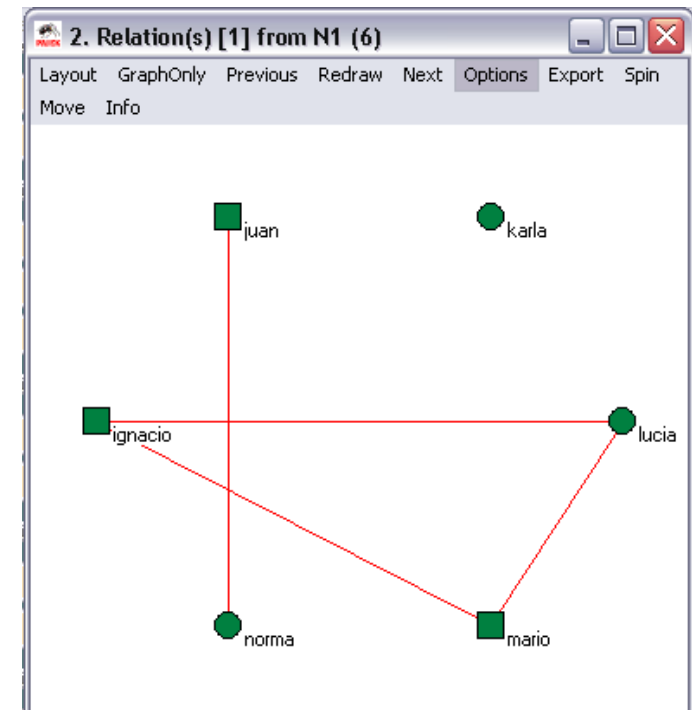 2. Relation(s) [1] from N1 (6)
Layout GraphOnly Previous Redraw Next Options Export Spin
Move Info
juan
karla
ignacio
lucia
norma
mario